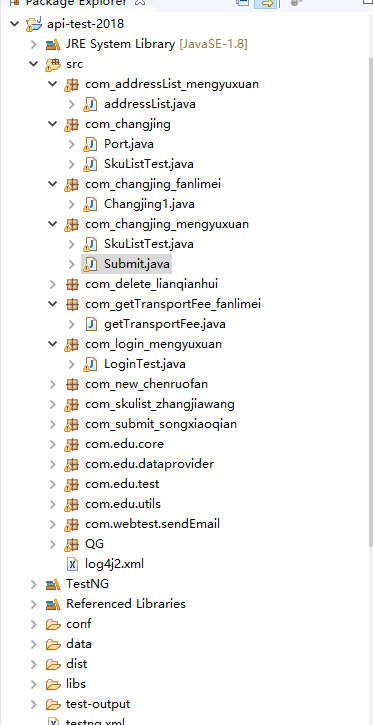 Package Explorer
api-test-2018
JRE System Library [JavaSE-1.8]
src
com_addressList_mengyuxuan
addressList.java
com_changjing
Port.java
SkuListTest.java
com_changjing_fanlimei
Changjing1.java
com_changjing_mengyuxuan
SkuListTest.java
Submit.java
com_delete_lianqianhui
com_getTransportFee_fanlimei
getTransportFee.java
com_login_mengyuxuan
LoginTest.java
com_new_chenruofan
com_skulist_zhangjiawang
com_submit_songxiaoqian
com.edu.core
com.edu.dataprovider
com.edu.test
com.edu.utils
com.webtest.sendEmail
QG
log4j2.xml
TestNG
Referenced Libraries
conf
data
dist
libs
test-output
testng.xml